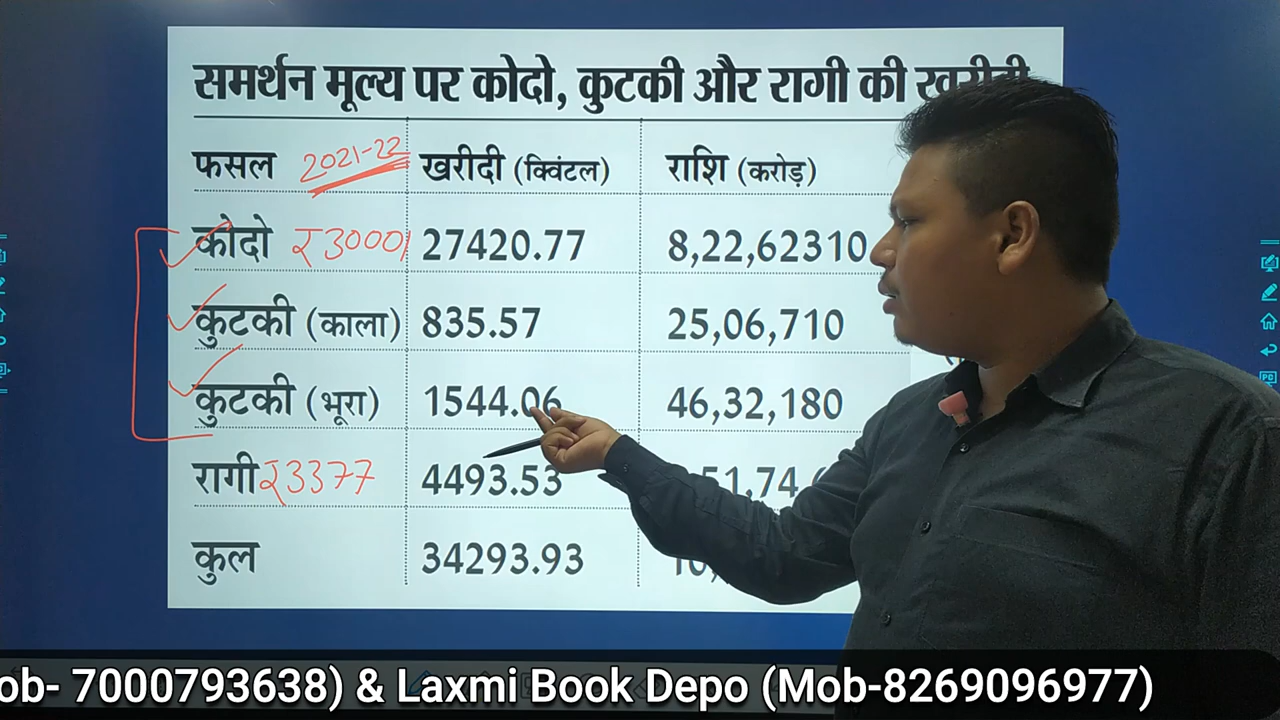 समर्थन मूल्य पर कोदो, कुटकी और रागी की खरीदी
फसल 2021-22 खरीदी (क्विंटल) राशि (करोड़)
कोदो ₹3000 27420.77 8,22,62310
कुटकी (काला) 835.57 25,06,710
कुटकी (भूरा) 1544.06 46,32,180
रागी ₹3377 4493.53
कुल 34293.93
7000793638) & Laxmi Book Depo (Mob-8269096977)